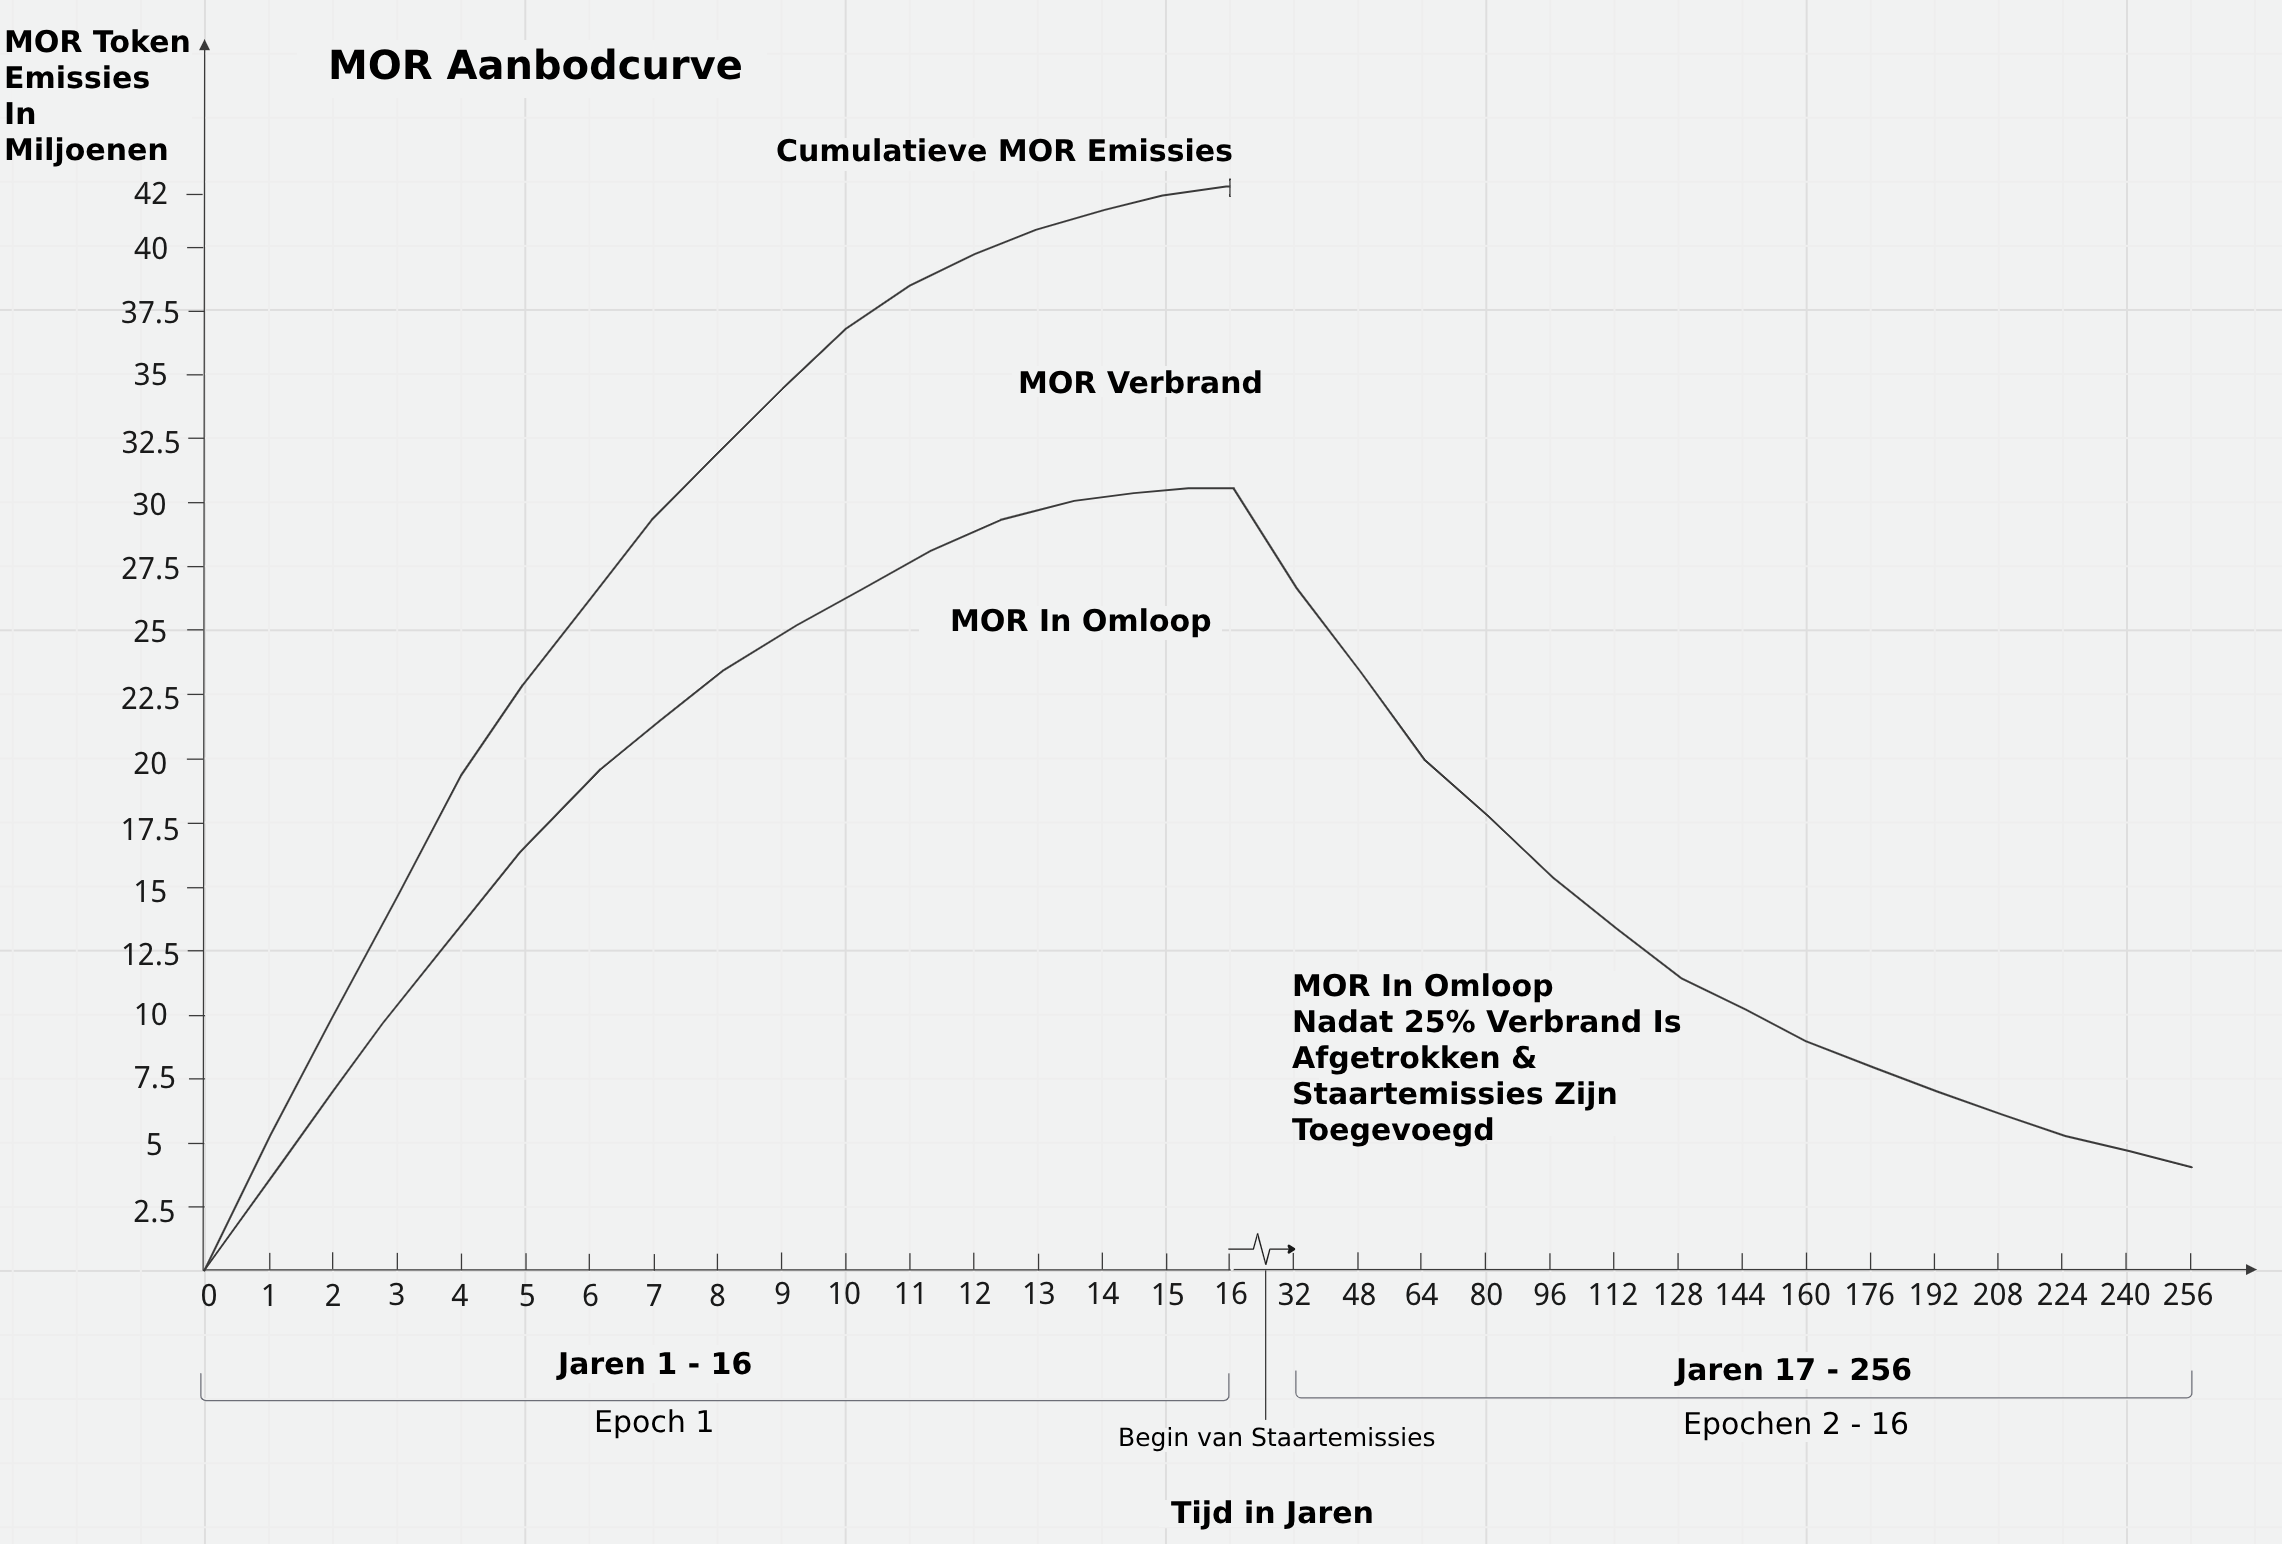 MOR Token
Emissies
In
Miljoenen
MOR Aanbodcurve
Cumulatieve MOR Emissies
42
40
37.5
35
MOR Verbrand
32.5
30
27.5
25
MOR In Omloop
22.5
20
17.5
15
12.5
MOR In Omloop
Nadat 25% Verbrand Is
Afgetrokken &
Staartemissies Zijn
Toegevoegd
10
7.5
5
2.5
0 1 2 3 4 5 6 7 8 9 10 11 12 13 14 15 16 32 48 64 80 96 112 128 144 160 176 192 208 224 240 256
Jaren 1 - 16
Epoch 1
Jaren 17 - 256
Epochen 2 - 16
Begin van Staartemissies
Tijd in Jaren